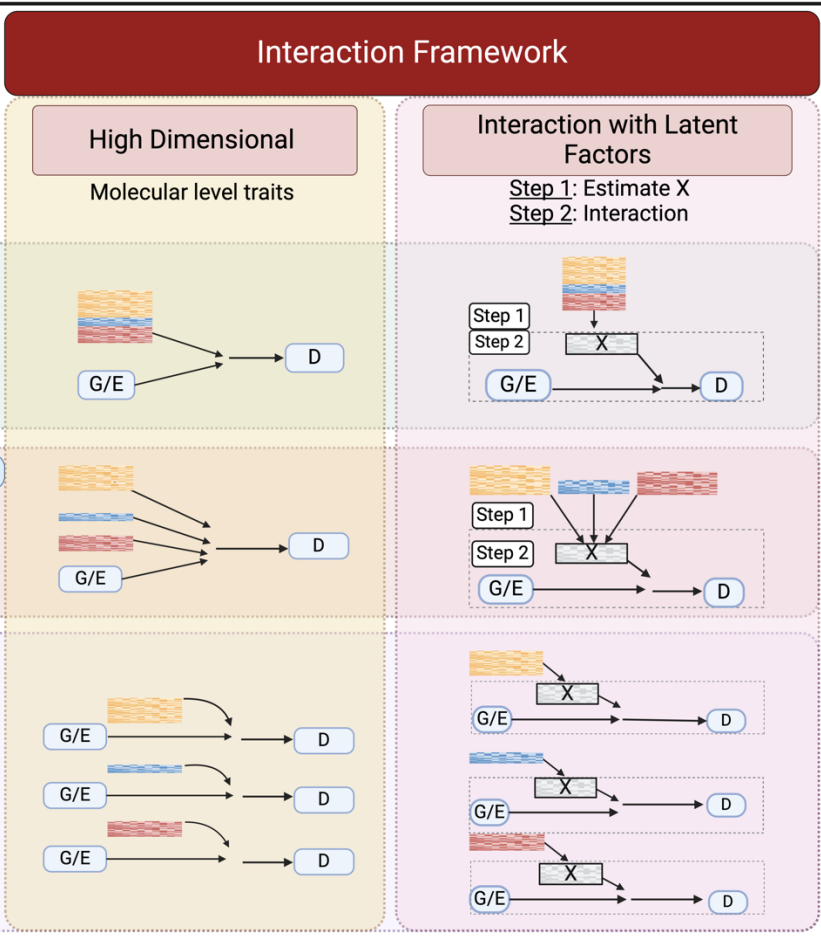 Interaction Framework
High Dimensional
Molecular level traits
Interaction with Latent
Factors
Step 1: Estimate X
Step 2: Interaction
D
G/E
Step 1
Step 2
X
G/E
D
D
G/E
Step 1
Step 2
X
G/E
D
G/E
D
G/E
D
G/E
D
X
G/E
D
X
G/E
D
X
G/E
D